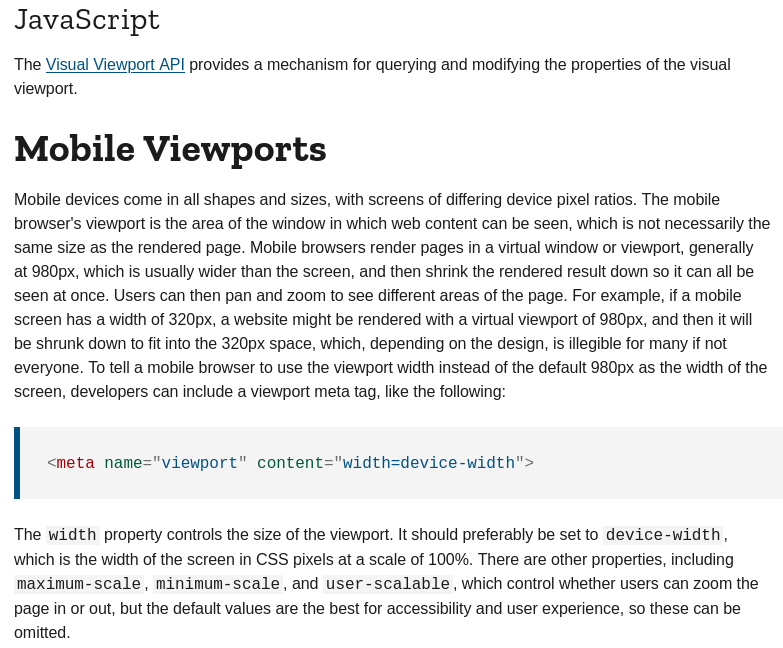 JavaScript
The Visual Viewport API provides a mechanism for querying and modifying the properties of the visual
viewport.
Mobile Viewports
Mobile devices come in all shapes and sizes, with screens of differing device pixel ratios. The mobile
browser's viewport is the area of the window in which web content can be seen, which is not necessarily the
same size as the rendered page. Mobile browsers render pages in a virtual window or viewport, generally
at 980px, which is usually wider than the screen, and then shrink the rendered result down so it can all be
seen at once. Users can then pan and zoom to see different areas of the page. For example, if a mobile
screen has a width of 320px, a website might be rendered with a virtual viewport of 980px, and then it will
be shrunk down to fit into the 320px space, which, depending on the design, is illegible for many if not
everyone. To tell a mobile browser to use the viewport width instead of the default 980px as the width of the
screen, developers can include a viewport meta tag, like the following:
<meta name="viewport" content="width=device-width">
The width property controls the size of the viewport. It should preferably be set to device-width,
which is the width of the screen in CSS pixels at a scale of 100%. There are other properties, including
maximum-scale, minimum-scale, and user-scalable, which control whether users can zoom the
page in or out, but the default values are the best for accessibility and user experience, so these can be
omitted.